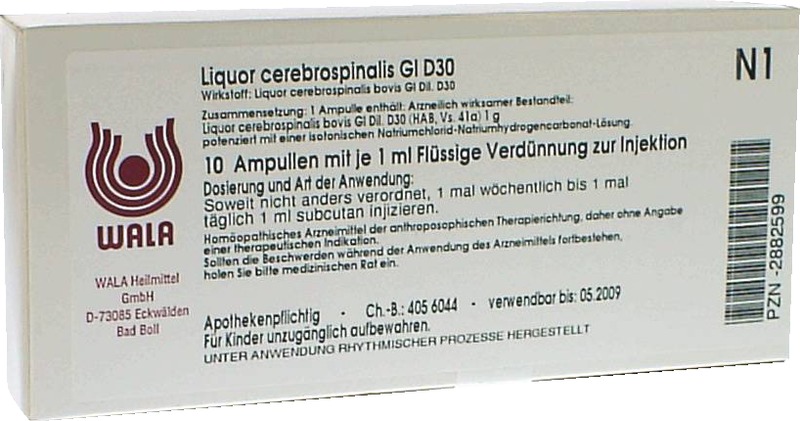 Liquor cerebrospinalis Gl D30
N1
Wirkstoff: Liquor cerebrospinalis bovis Gl Dil. D30
Zusammensetzung: 1 Ampulle enthält: Arzneilich wirksamer Bestandteil:
Liquor cerebrospinalis bovis Gl Dil. D30 (HAB, Vs. 41a) 1 g
potenziert mit einer isotonischen Natriumchlorid-Natriumhydrogencarbonat-Lösung.
10 Ampullen mit je 1 ml Flüssige Verdünnung zur Injektion
Dosierung und Art der Anwendung:
Soweit nicht anders verordnet, 1 mal wöchentlich bis 1 mal
täglich 1 ml subcutan injizieren.
Homöopathisches Arzneimittel der anthroposophischen Therapierichtung, daher ohne Angabe
einer therapeutischen Indikation.
Sollten die Beschwerden während der Anwendung des Arzneimittels fortbestehen,
holen Sie bitte medizinischen Rat ein.
Apothekenpflichtig - Ch.-B.: 405 6044 - verwendbar bis: 05.2009
Für Kinder unzugänglich aufbewahren.
UNTER ANWENDUNG RHYTHMISCHER PROZESSE HERGESTELLT
WALA
WALA Heilmittel
GmbH
D-73085 Eckwälden
Bad Boll
PZN -2882599